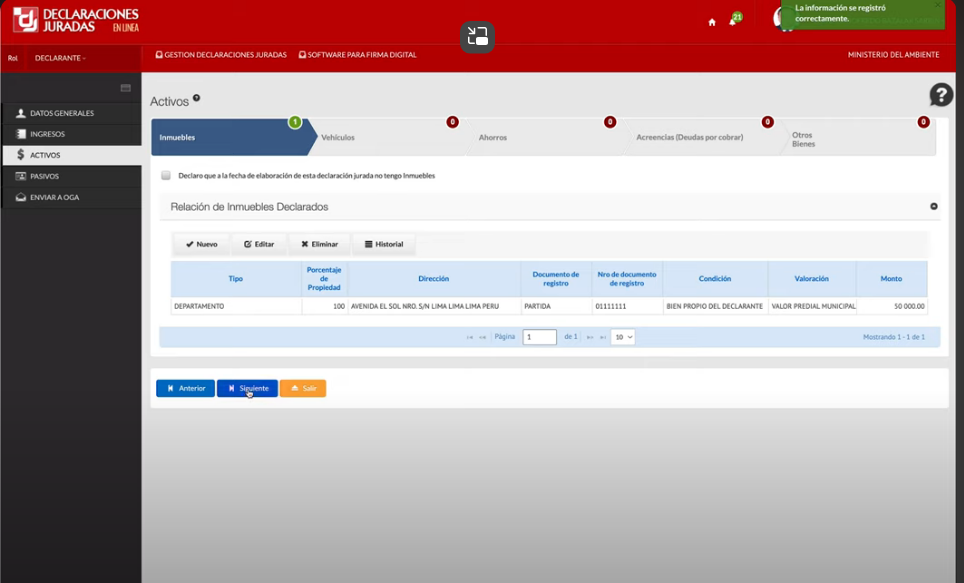 DECLARACIONES
JURADAS EN LINEA
21
La información se registró
correctamente.
Rol DECLARANTE
GESTION DECLARACIONES JURADAS SOFTWARE PARA FIRMA DIGITAL MINISTERIO DEL AMBIENTE
DATOS GENERALES
INGRESOS
$ ACTIVOS
PASIVOS
ENVIAR A OGA
Activos ?
?
Inmuebles 1 Vehículos 0 Ahorros 0 Acreencias (Deudas por cobrar) 0 Otros 0
Bienes
Declaro que a la fecha de elaboración de esta declaración jurada no tengo Inmuebles
Relación de Inmuebles Declarados
Nuevo Editar Eliminar Historial
Tipo Porcentaje de Propiedad Dirección Documento de registro Nro de documento de registro Condición Valoración Monto
DEPARTAMENTO 100 AVENIDA EL SOL NRO. S/N LIMA LIMA LIMA PERU PARTIDA 01111111 BIEN PROPIO DEL DECLARANTE VALOR PREDIAL MUNICIPAL 50 000.00
Página 1 de 1 10 Mostrando 1 - 1 de 1
Anterior Siguiente Salir